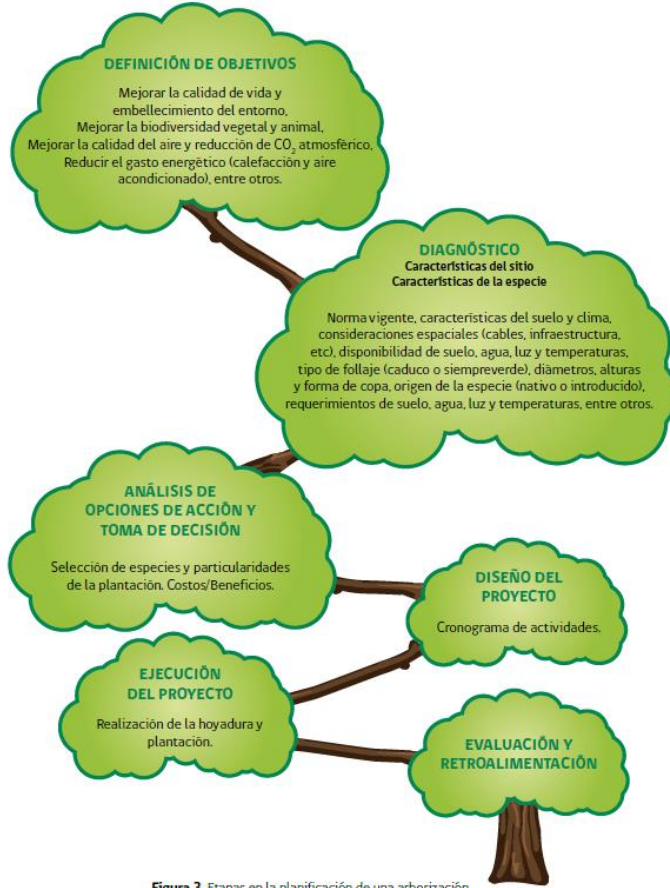 DEFINICIÓN DE OBJETIVOS
Mejorar la calidad de vida y
embellecimiento del entorno,
Mejorar la biodiversidad vegetal y animal,
Mejorar la calidad del aire y reducción de CO2 atmosférico,
Reducir el gasto energético (calefacción y aire
acondicionado), entre otros.
DIAGNÓSTICO
Características del sitio
Características de la especie
Norma vigente, características del suelo y clima,
consideraciones espaciales (cables, infraestructura,
etc), disponibilidad de suelo, agua, luz y temperaturas,
tipo de follaje (caduco o siempreverde), diámetros, alturas
y forma de copa, origen de la especie (nativo o introducido),
requerimientos de suelo, agua, luz y temperaturas, entre otros.
ANÁLISIS DE
OPCIONES DE ACCIÓN Y
TOMA DE DECISIÓN
Selección de especies y particularidades
de la plantación. Costos/Beneficios.
DISEÑO DEL
PROYECTO
Cronograma de actividades.
EJECUCIÓN
DEL PROYECTO
Realización de la hoyadura y
plantación.
EVALUACIÓN Y
RETROALIMENTACIÓN
Figura 3. Etapas en la planificación de una arborización